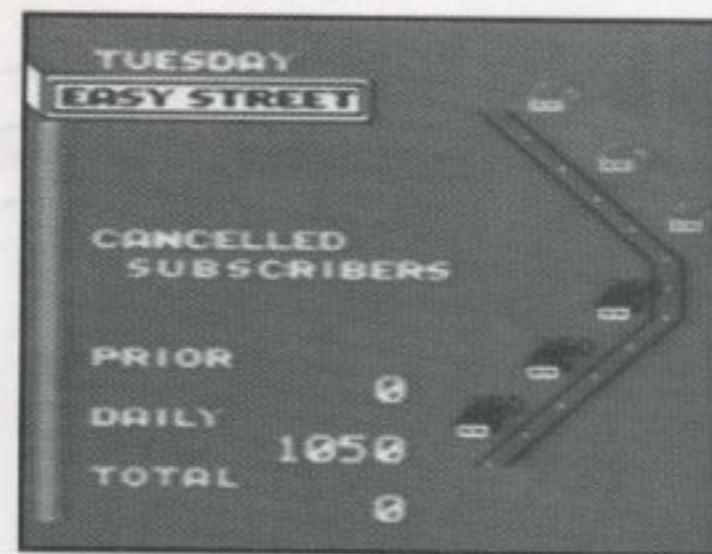 TUESDAY
EASY STREET
CANCELLED
SUBSCRIBERS
PRIOR
0
DAILY
1050
TOTAL
0